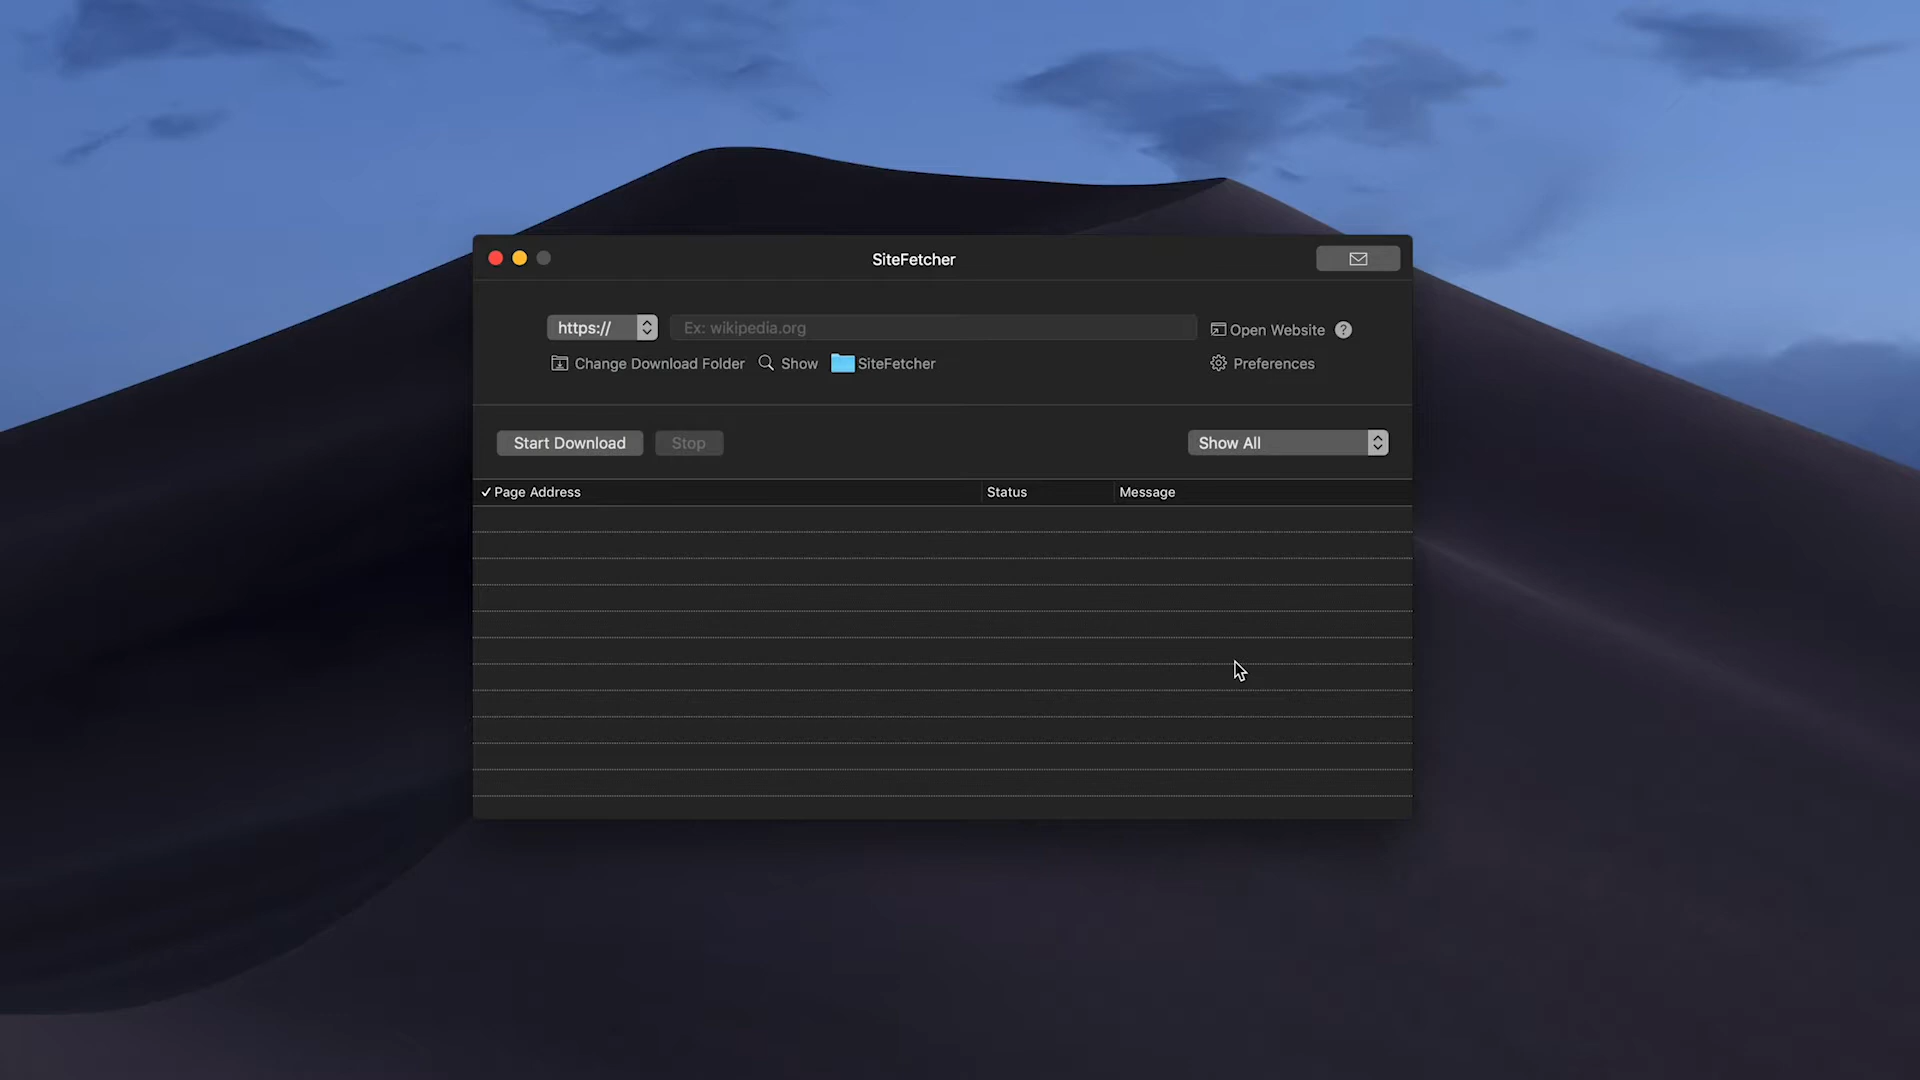 SiteFetcher
https:// Ex: wikipedia.org Open Website ?
Change Download Folder Show SiteFetcher Preferences
Start Download Stop Show All
✓ Page Address Status Message